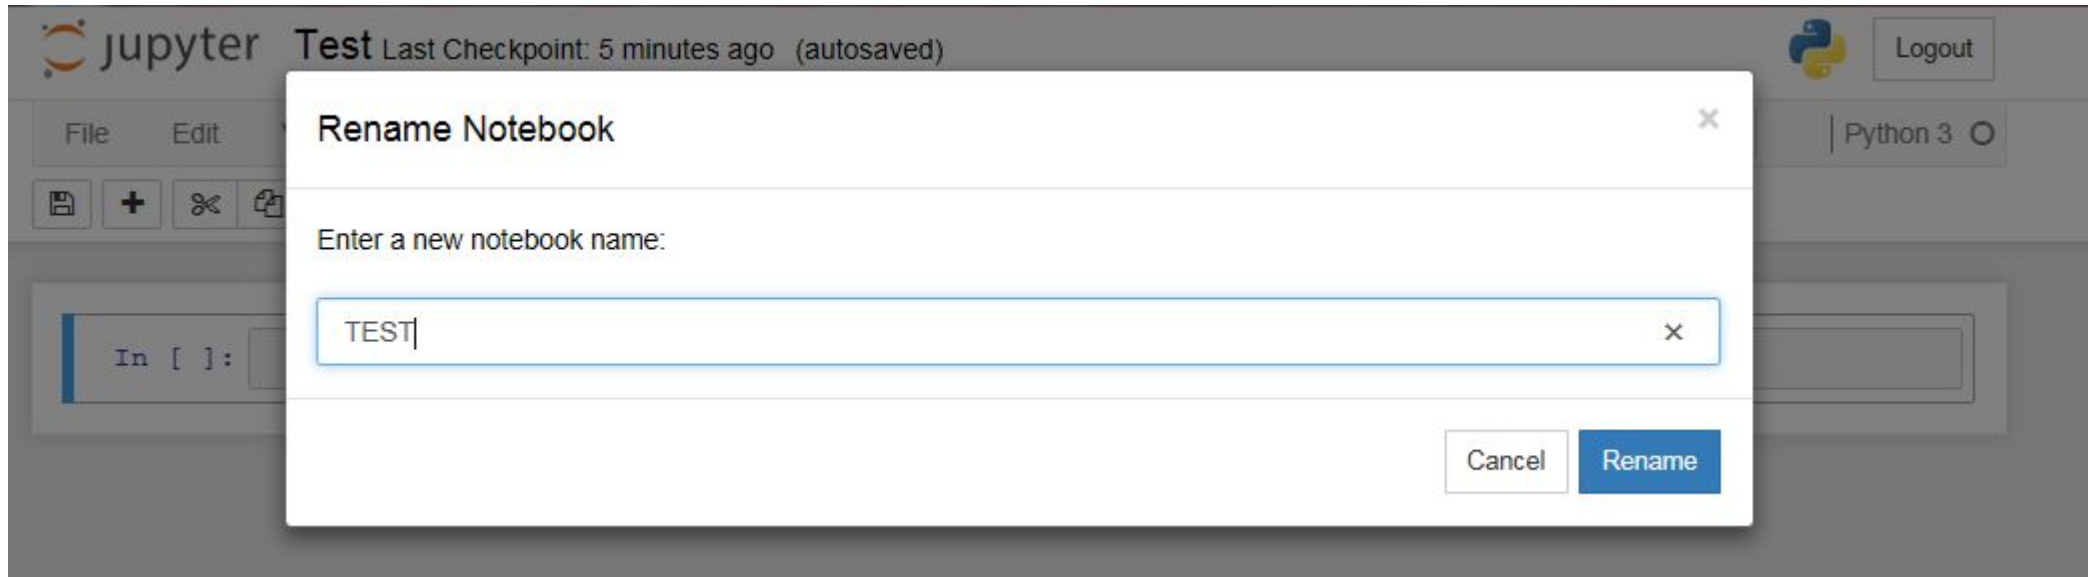 jupyter Test Last Checkpoint: 5 minutes ago (autosaved) Logout
File Edit Python 3
Rename Notebook
Enter a new notebook name:
TEST
In [ ]:
Cancel Rename